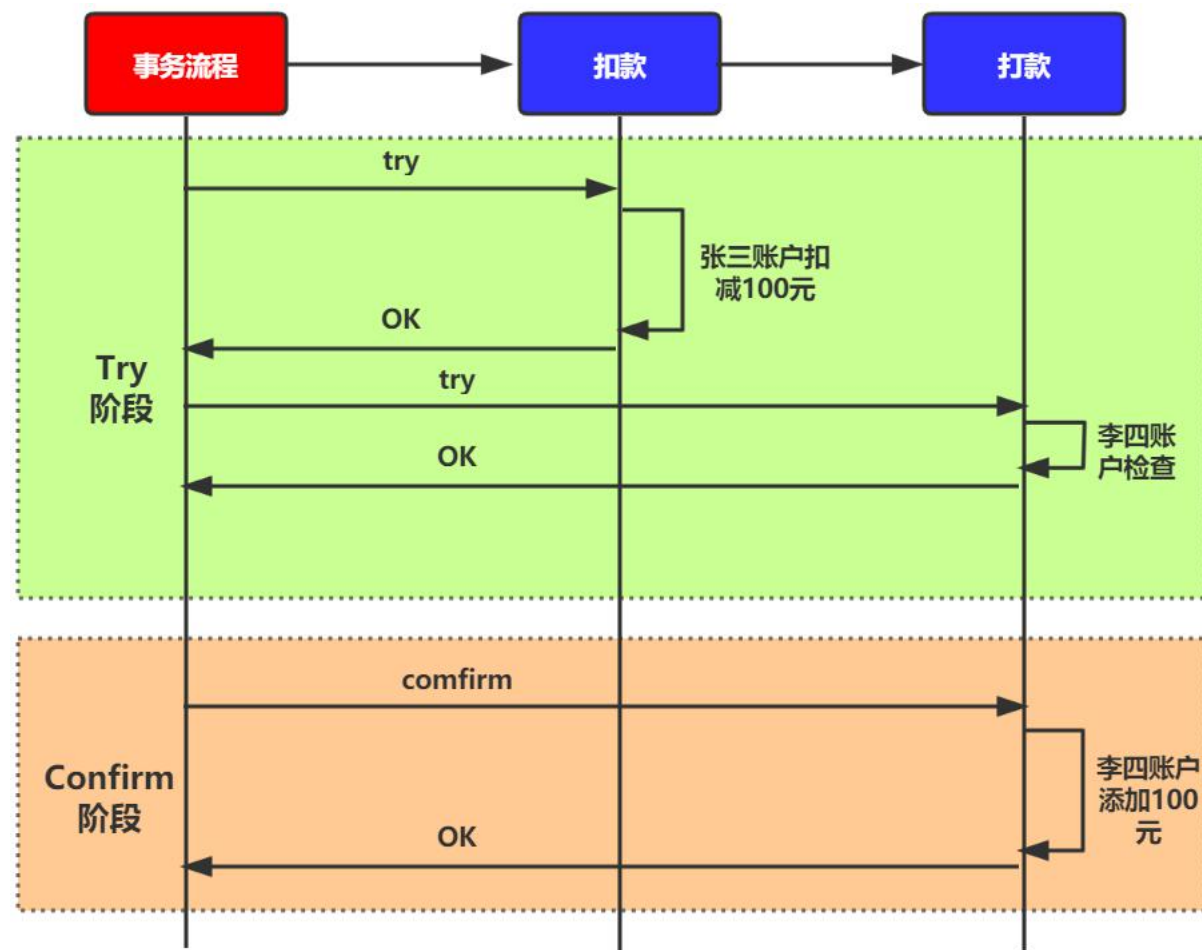 事务流程
扣款
打款
try
张三账户扣
减100元
OK
Try
阶段
try
李四账
户检查
OK
comfirm
Confirm
阶段
李四账户
添加100
元
OK